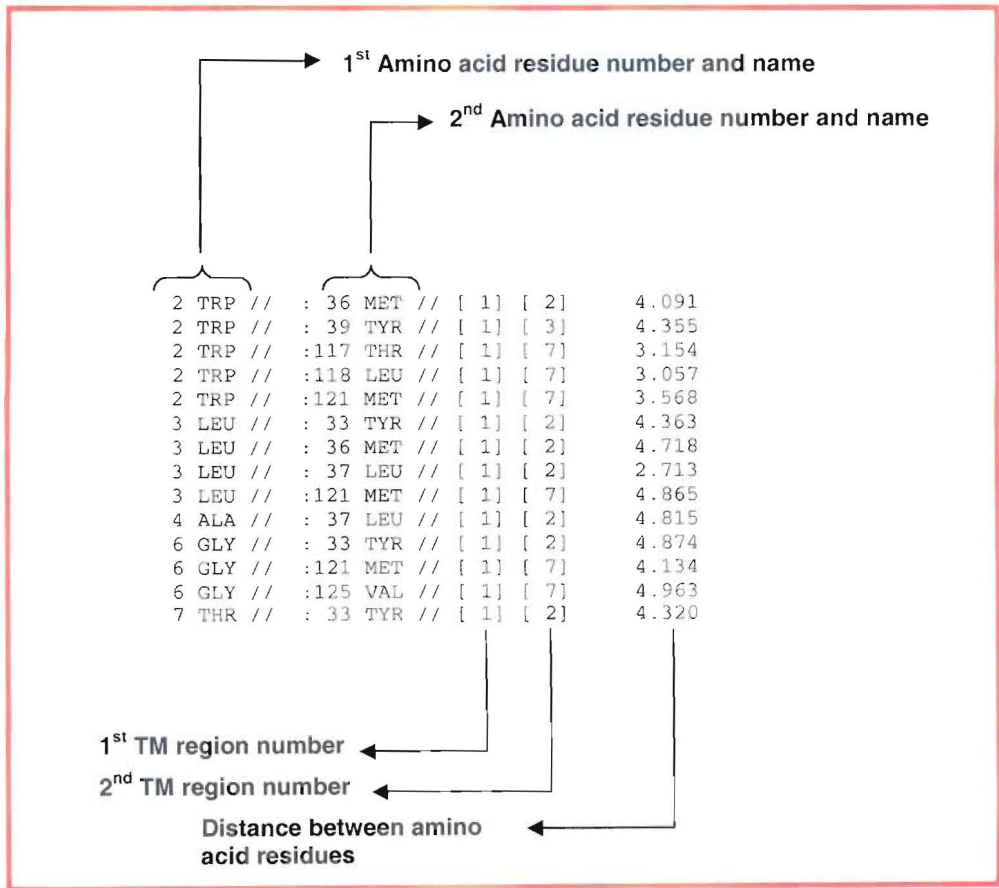 1st Amino acid residue number and name
2nd Amino acid residue number and name
2 TRP // : 36 MET // [ 1] [ 2] 4.091
2 TRP // : 39 TYR // [ 1] [ 3] 4.355
2 TRP // :117 THR // [ 1] [ 7] 3.154
2 TRP // :118 LEU // [ 1] [ 7] 3.057
2 TRP // :121 MET // [ 1] [ 7] 3.568
3 LEU // : 33 TYR // [ 1] [ 2] 4.363
3 LEU // : 36 MET // [ 1] [ 2] 4.718
3 LEU // : 37 LEU // [ 1] [ 2] 2.713
3 LEU // :121 MET // [ 1] [ 7] 4.865
4 ALA // : 37 LEU // [ 1] [ 2] 4.815
6 GLY // : 33 TYR // [ 1] [ 2] 4.874
6 GLY // :121 MET // [ 1] [ 7] 4.134
6 GLY // :125 VAL // [ 1] [ 7] 4.963
7 THR // : 33 TYR // [ 1] [ 2] 4.320
1st TM region number
2nd TM region number
Distance between amino
acid residues